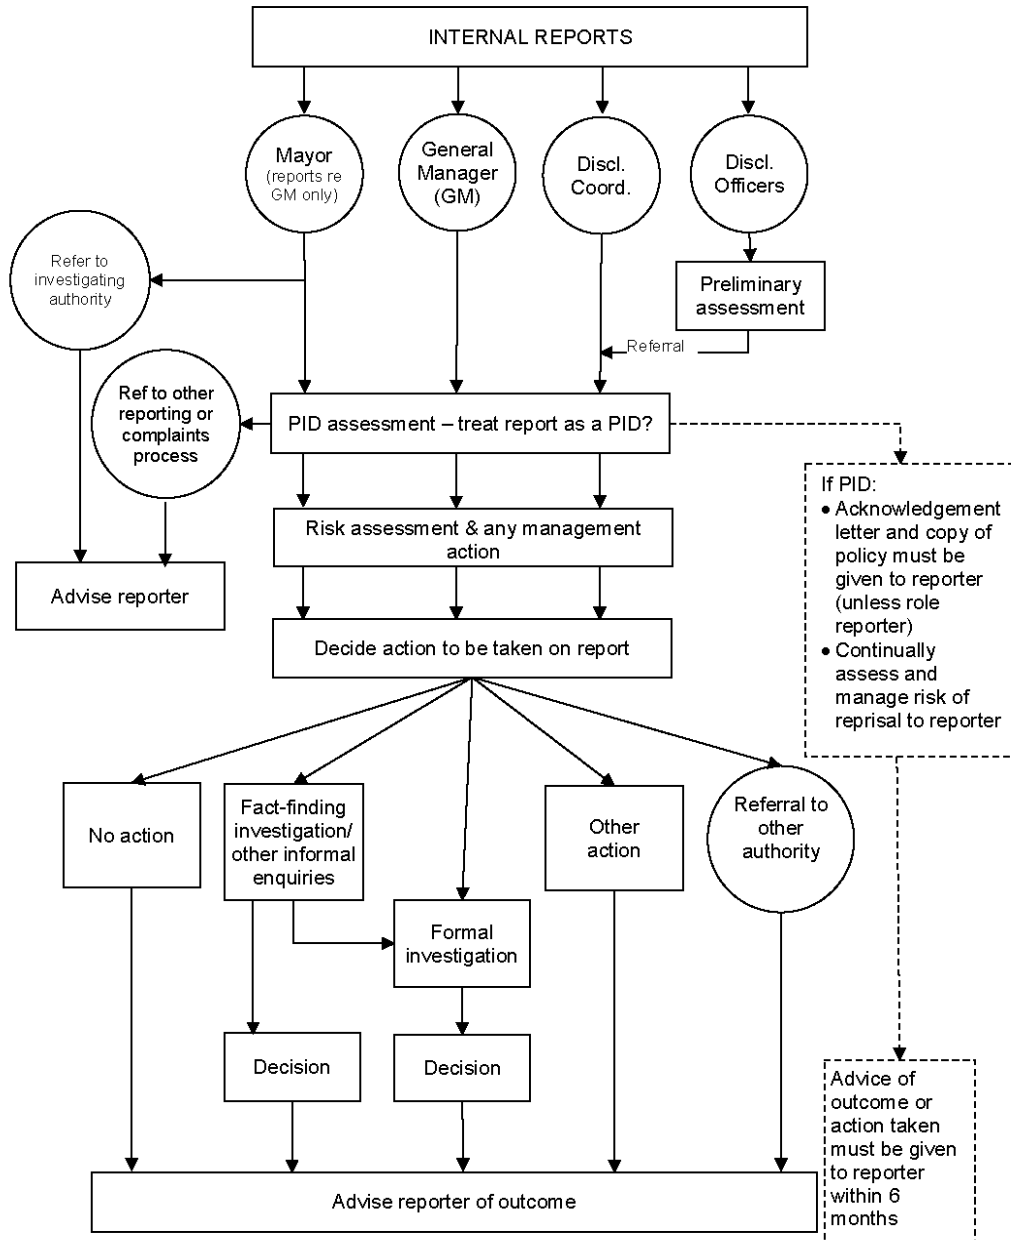 INTERNAL REPORTS
Mayor
(reports re
GM only)
General
Manager
(GM)
Discl.
Coord.
Discl.
Officers
Refer to
investigating
authority
Preliminary
assessment
Referral
Ref to other
reporting or
complaints
process
PID assessment – treat report as a PID?
If PID:
• Acknowledgement
letter and copy of
policy must be
given to reporter
(unless role
reporter)
• Continually
assess and
manage risk of
reprisal to reporter
Risk assessment & any management
action
Advise reporter
Decide action to be taken on report
No action
Fact-finding
investigation/
other informal
enquiries
Other
action
Referral to
other
authority
Formal
investigation
Decision
Decision
Advice of
outcome or
action taken
must be given
to reporter
within 6
months
Advise reporter of outcome